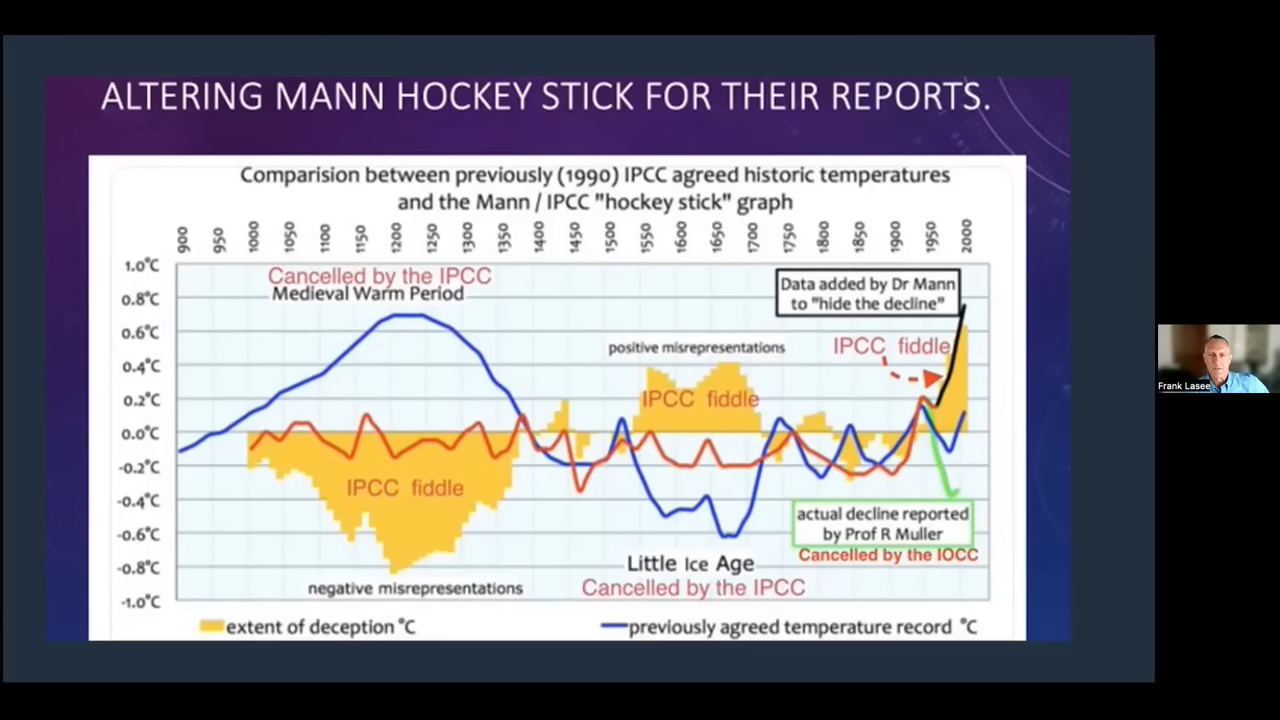 ALTERING MANN HOCKEY STICK FOR THEIR REPORTS.
Comparision between previously (1990) IPCC agreed historic temperatures
and the Mann / IPCC "hockey stick" graph
900 950 1000 1050 1100 1150 1200 1250 1300 1350 1400 1450 1500 1550 1600 1650 1700 1750 1800 1850 1900 1950 2000
1.0°C
0.8°C
0.6°C
0.4°C
0.2°C
0.0°C
-0.2°C
-0.4°C
-0.6°C
-0.8°C
-1.0°C
Cancelled by the IPCC
Medieval Warm Period
Data added by Dr Mann
to "hide the decline"
positive misrepresentations
IPCC fiddle
IPCC fiddle
IPCC fiddle
actual decline reported
by Prof R Muller
Cancelled by the IOCC
Little Ice Age
Cancelled by the IPCC
negative misrepresentations
extent of deception °C
previously agreed temperature record °C
Frank Lasee